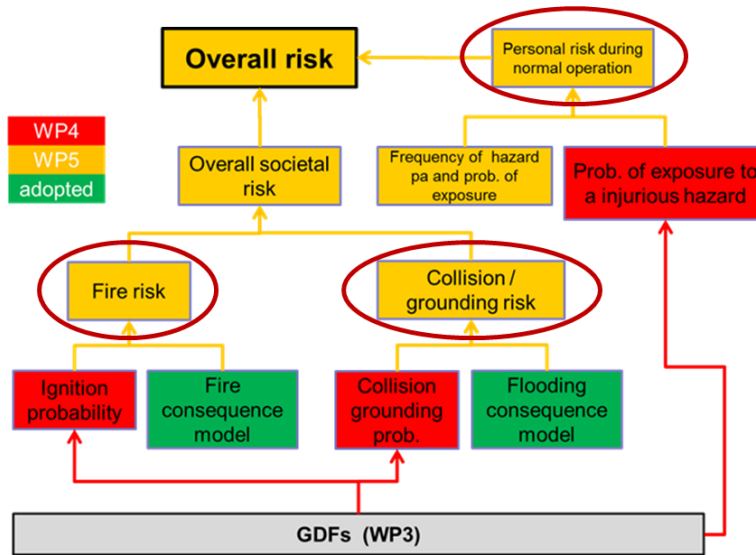 Overall risk
Personal risk during
normal operation
WP4
WP5
adopted
Overall societal
risk
Frequency of hazard
pa and prob. of
exposure
Prob. of exposure to
a injurious hazard
Fire risk
Collision /
grounding risk
Ignition
probability
Fire
consequence
model
Collision
grounding
prob.
Flooding
consequence
model
GDFs (WP3)